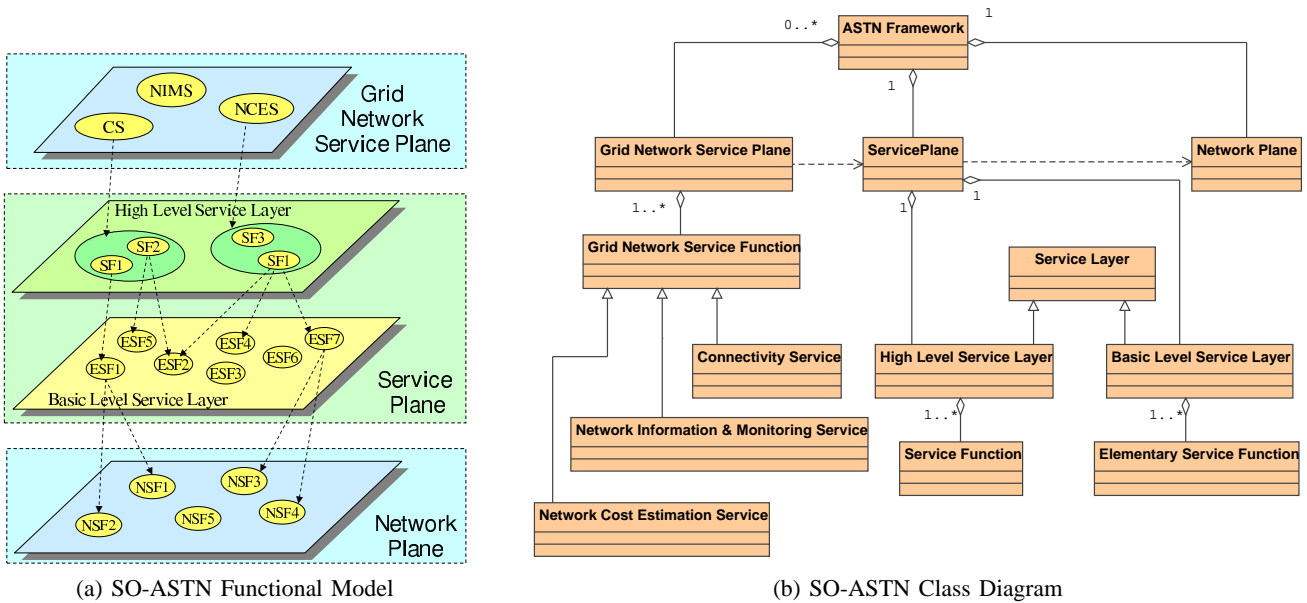 NIMS
NCES
CS
Grid
Network
Service Plane
High Level Service Layer
SF2
SF1
SF3
SF1
ESF5
ESF1
ESF2
ESF4
ESF3
ESF6
ESF7
Basic Level Service Layer
Service
Plane
NSF1
NSF2
NSF3
NSF5
NSF4
Network
Plane
(a) SO-ASTN Functional Model
0..*
ASTN Framework
1
1
Grid Network Service Plane
ServicePlane
Network Plane
1..*
1
1
Grid Network Service Function
Service Layer
Connectivity Service
High Level Service Layer
Basic Level Service Layer
1..*
1..*
Network Information & Monitoring Service
Service Function
Elementary Service Function
Network Cost Estimation Service
(b) SO-ASTN Class Diagram